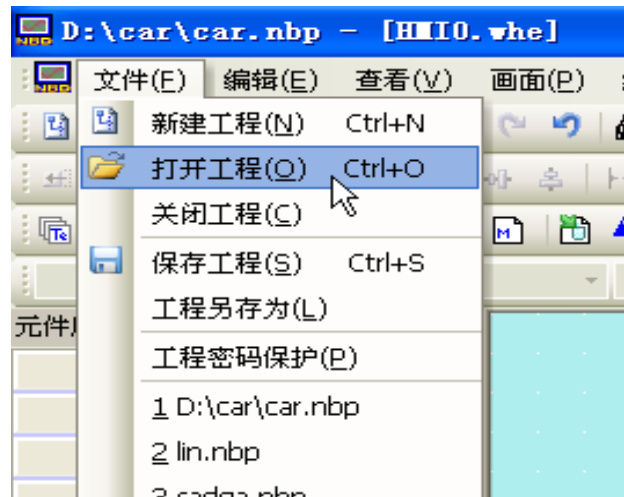 D:\car\car.nbp - [HMI0.whe]
文件(F) 编辑(E) 查看(V) 画面(P)
新建工程(N) Ctrl+N
打开工程(O) Ctrl+O
关闭工程(C)
保存工程(S) Ctrl+S
工程另存为(L)
元件
工程密码保护(P)
1 D:\car\car.nbp
2 lin.nbp